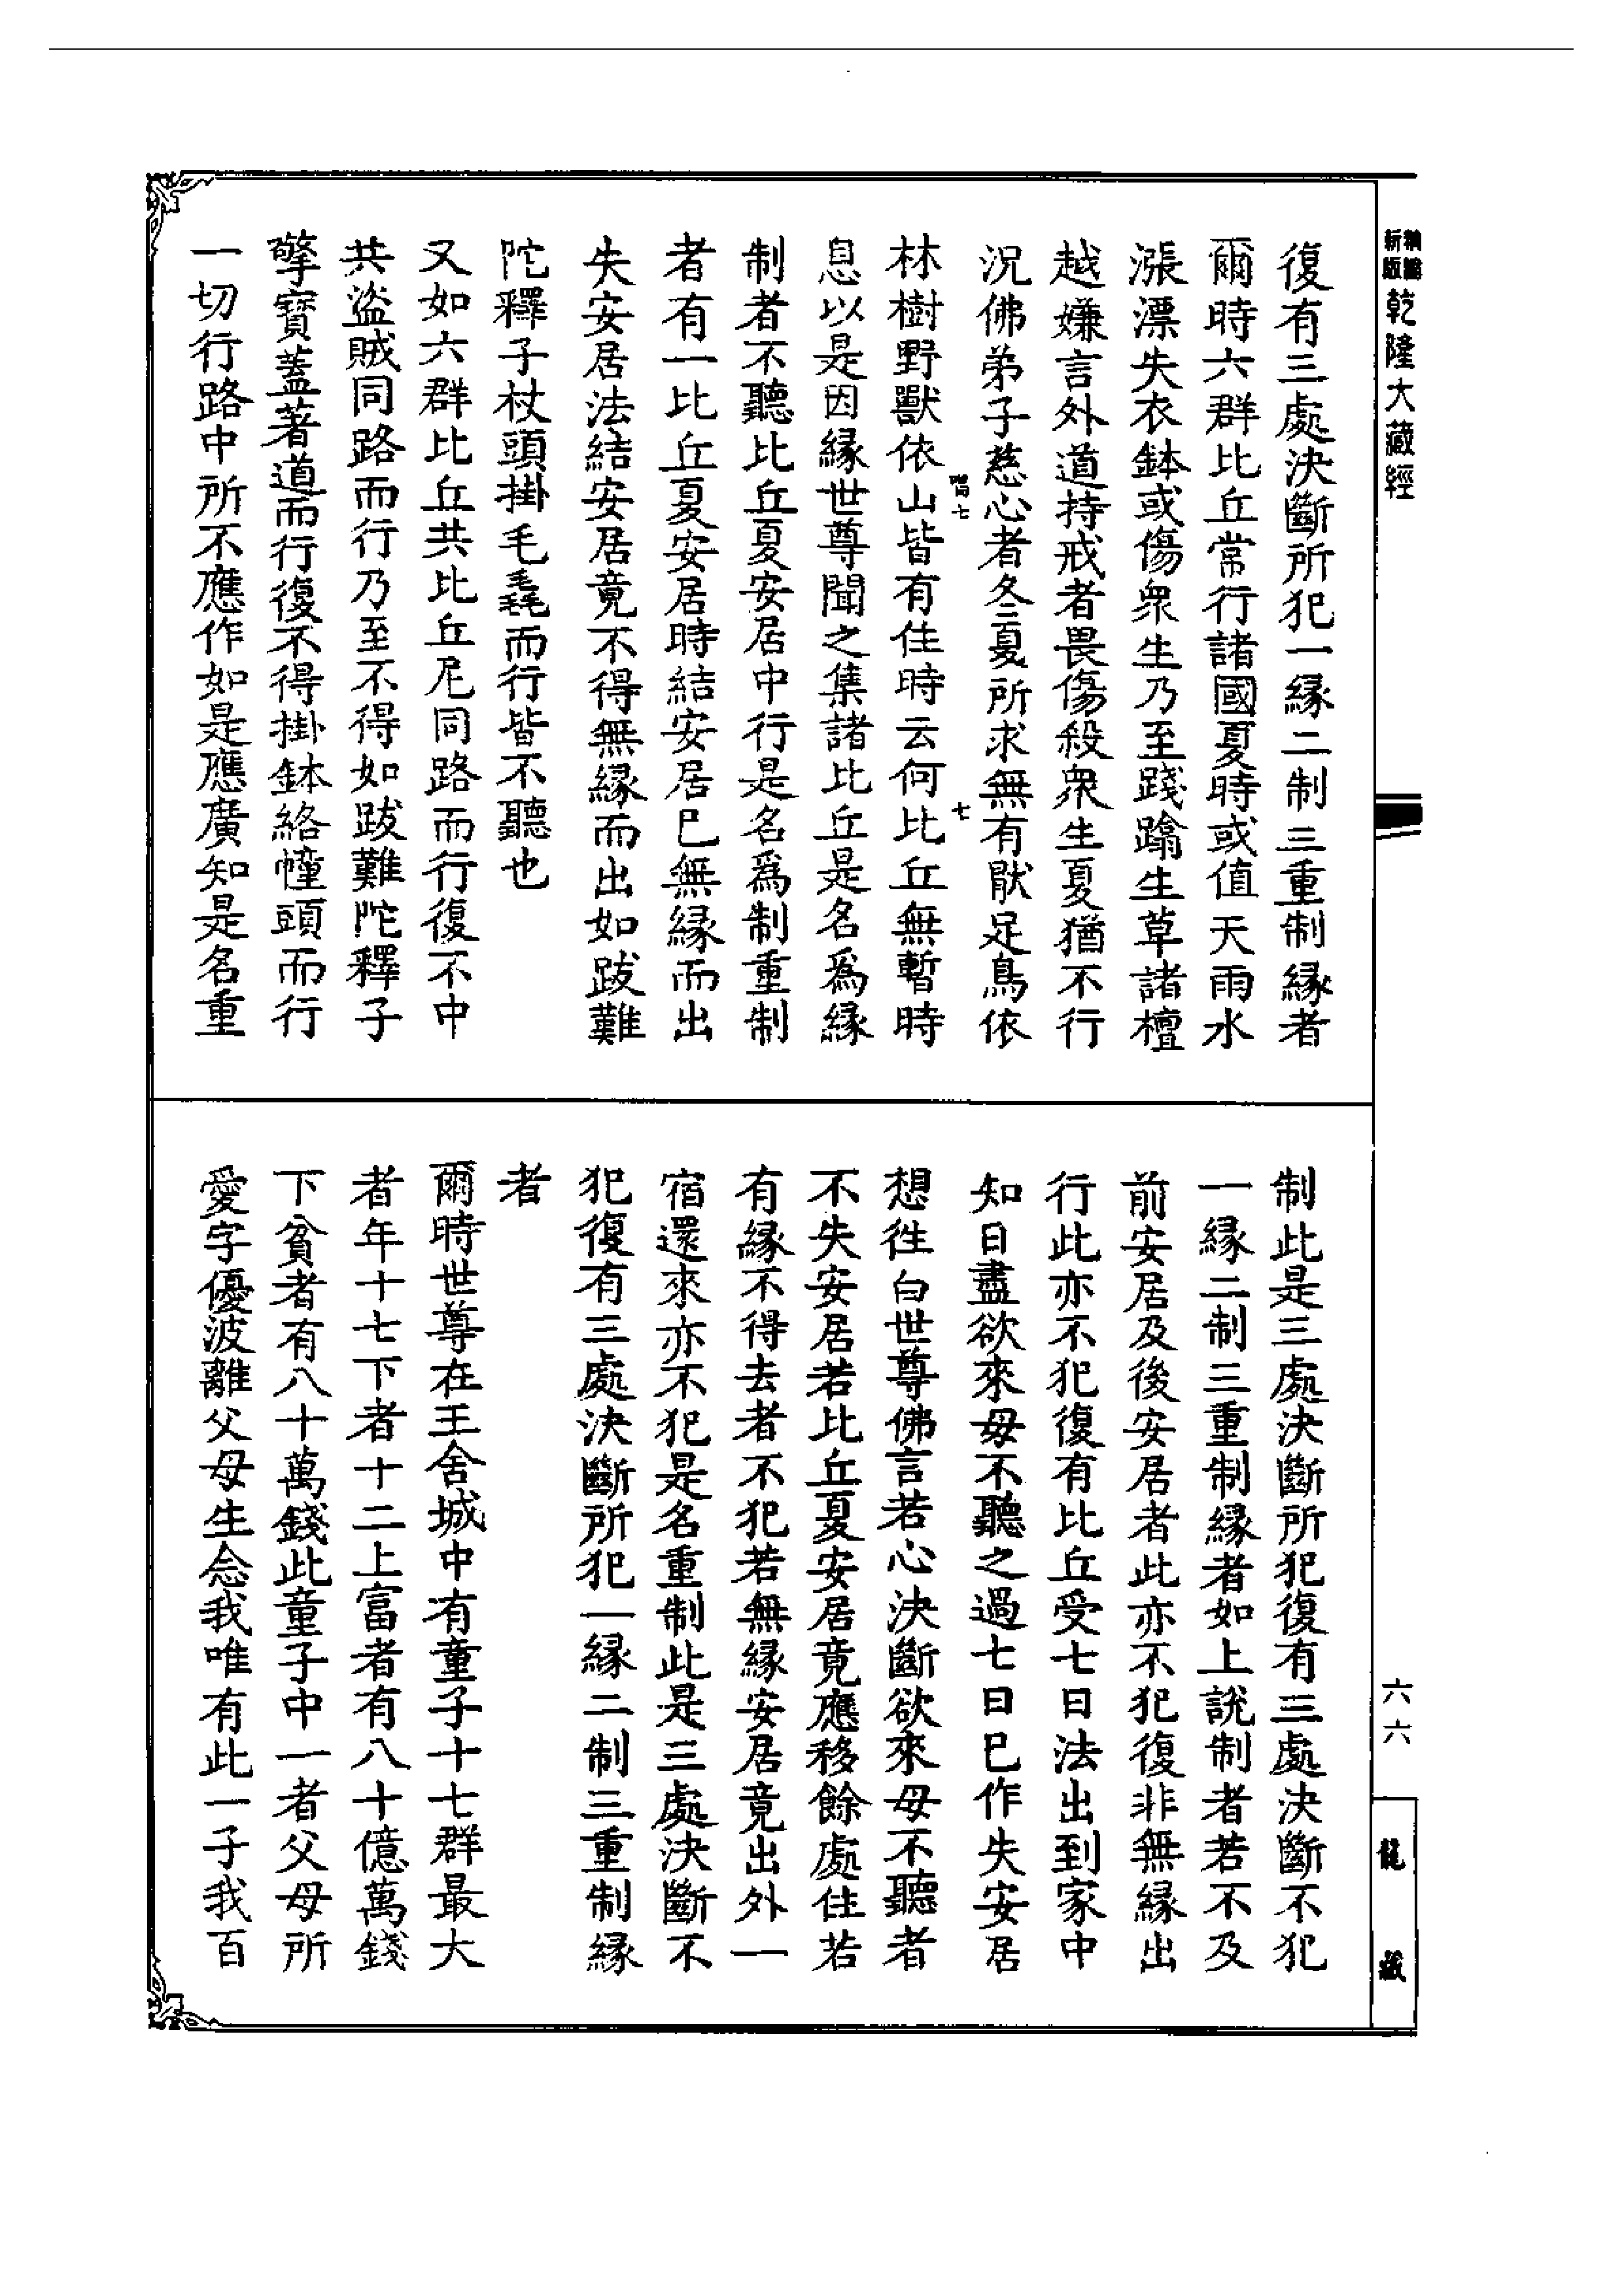 新版
精編
乾隆大藏經
復有三處決斷所犯一緣二制三重制緣者
爾時六群比丘常行諸國夏時或值天雨水
漲漂失衣鉢或傷衆生乃至踐蹹生草諸檀
越嫌言外道持戒者畏傷殺衆生夏猶不行
況佛弟子慈心者冬夏所求無有猒足鳥依
七
七
林樹野獸依山皆有住時云何比丘無暫時
息以是因緣世尊聞之集諸比丘是名爲緣
制者不聽比丘夏安居中行是名爲制重制
者有一比丘夏安居時結安居已無緣而出
失安居法結安居竟不得無緣而出如跋難
陀釋子杖頭掛毛毳而行皆不聽也
又如六群比丘共比丘尼同路而行復不中
共盜賊同路而行乃至不得如跋難陀釋子
擎寶蓋著道而行復不得掛鉢絡幢頭而行
一切行路中所不應作如是應廣知是名重
制此是三處決斷所犯復有三處決斷不犯
一緣二制三重制緣者如上說制者若不及
前安居及後安居者此亦不犯復非無緣出
行此亦不犯復有比丘受七日法出到家中
知日盡欲來母不聽之過七日已作失安居
想徃白世尊佛言若心決斷欲來母不聽者
不失安居若比丘夏安居竟應移餘處住若
有緣不得去者不犯若無緣安居竟出外一
宿還來亦不犯是名重制此是三處決斷不
犯復有三處決斷所犯一緣二制三重制緣
者
爾時世尊在王舍城中有童子十七群最大
者年十七下者十二上富者有八十億萬錢
下貧者有八十萬錢此童子中一者父母所
愛字優波離父母生念我唯有此一子我百
六六
龍藏